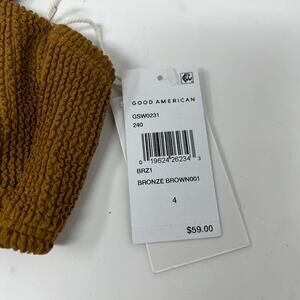 GOOD AMERICAN
GSW0231
240
0 19624 26234 3
BRZ1
BRONZE BROWN001
4
$59.00